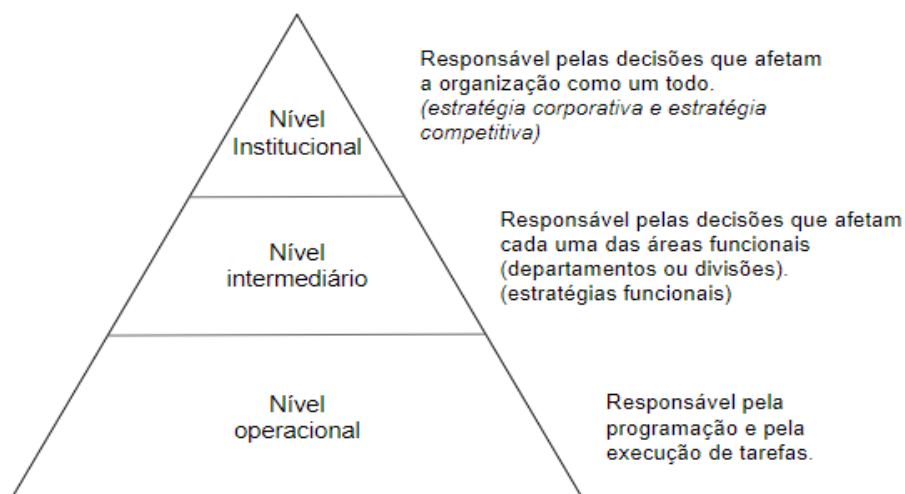 Nível
Institucional
Responsável pelas decisões que afetam
a organização como um todo.
(estratégia corporativa e estratégia
competitiva)
Nível
intermediário
Responsável pelas decisões que afetam
cada uma das áreas funcionais
(departamentos ou divisões).
(estratégias funcionais)
Nível
operacional
Responsável pela
programação e pela
execução de tarefas.